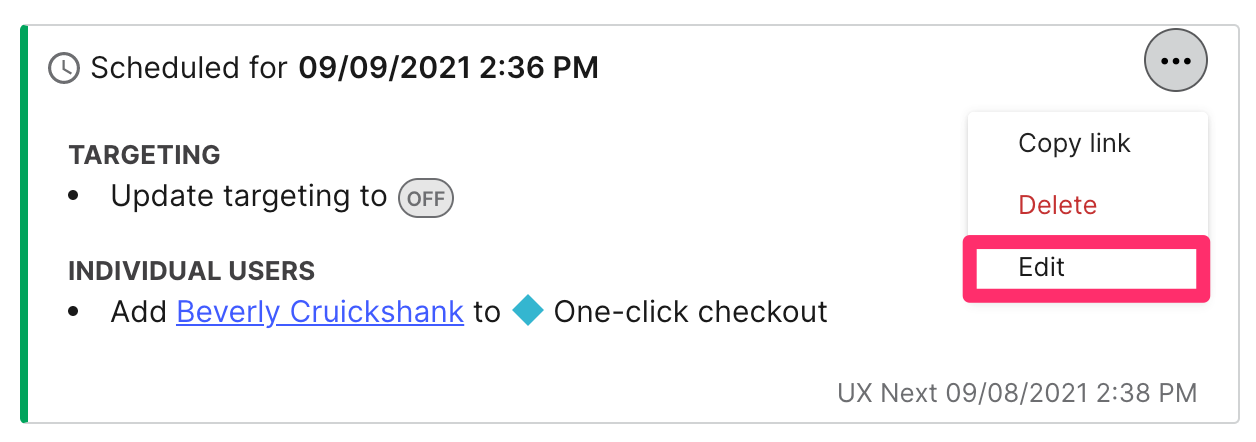 Scheduled for 09/09/2021 2:36 PM
Copy link
TARGETING
• Update targeting to OFF
Delete
INDIVIDUAL USERS
Edit
• Add Beverly Cruickshank to One-click checkout
UX Next 09/08/2021 2:38 PM